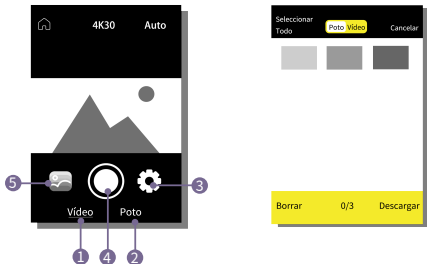 4K30 Auto
5
3
Vídeo Poto
1 4 2
Seleccionar
Todo
Poto Vídeo
Cancelar
Borrar 0/3 Descargar